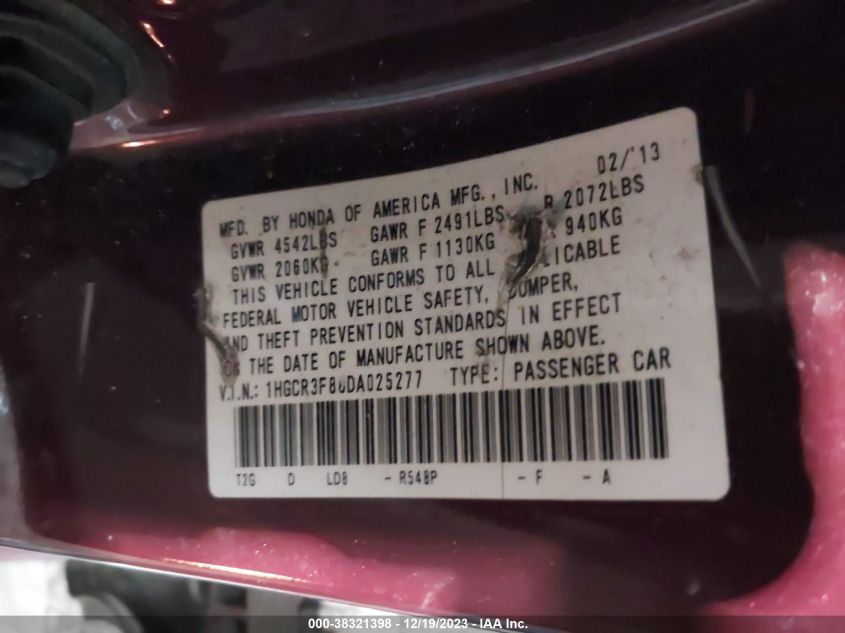 02/'13
MFD. BY HONDA OF AMERICA MFG., INC.
GVWR 4542LBS GAWR F 2491LBS R 2072LBS
GVWR 2060KG GAWR F 1130KG 940KG
THIS VEHICLE CONFORMS TO ALL
FEDERAL MOTOR VEHICLE SAFETY,
AND THEFT PREVENTION STANDARDS IN EFFECT
ON THE DATE OF MANUFACTURE SHOWN ABOVE.
V.I.N.: 1HGCR3F88DA025277 TYPE: PASSENGER CAR
T2G D LD8 - R548P - F - A
000-38321398 - 12/19/2023 - IAA Inc.